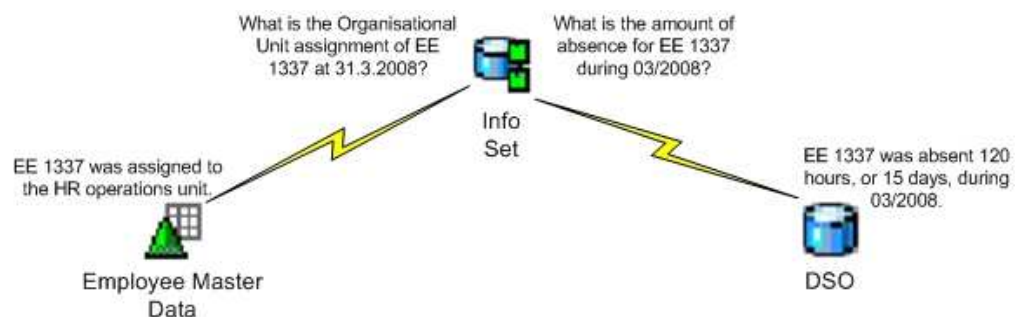 What is the Organisational
Unit assignment of EE
1337 at 31.3.2008?
What is the amount of
absence for EE 1337
during 03/2008?
Info
Set
EE 1337 was assigned to
the HR operations unit.
EE 1337 was absent 120
hours, or 15 days, during
03/2008.
Employee Master
Data
DSO